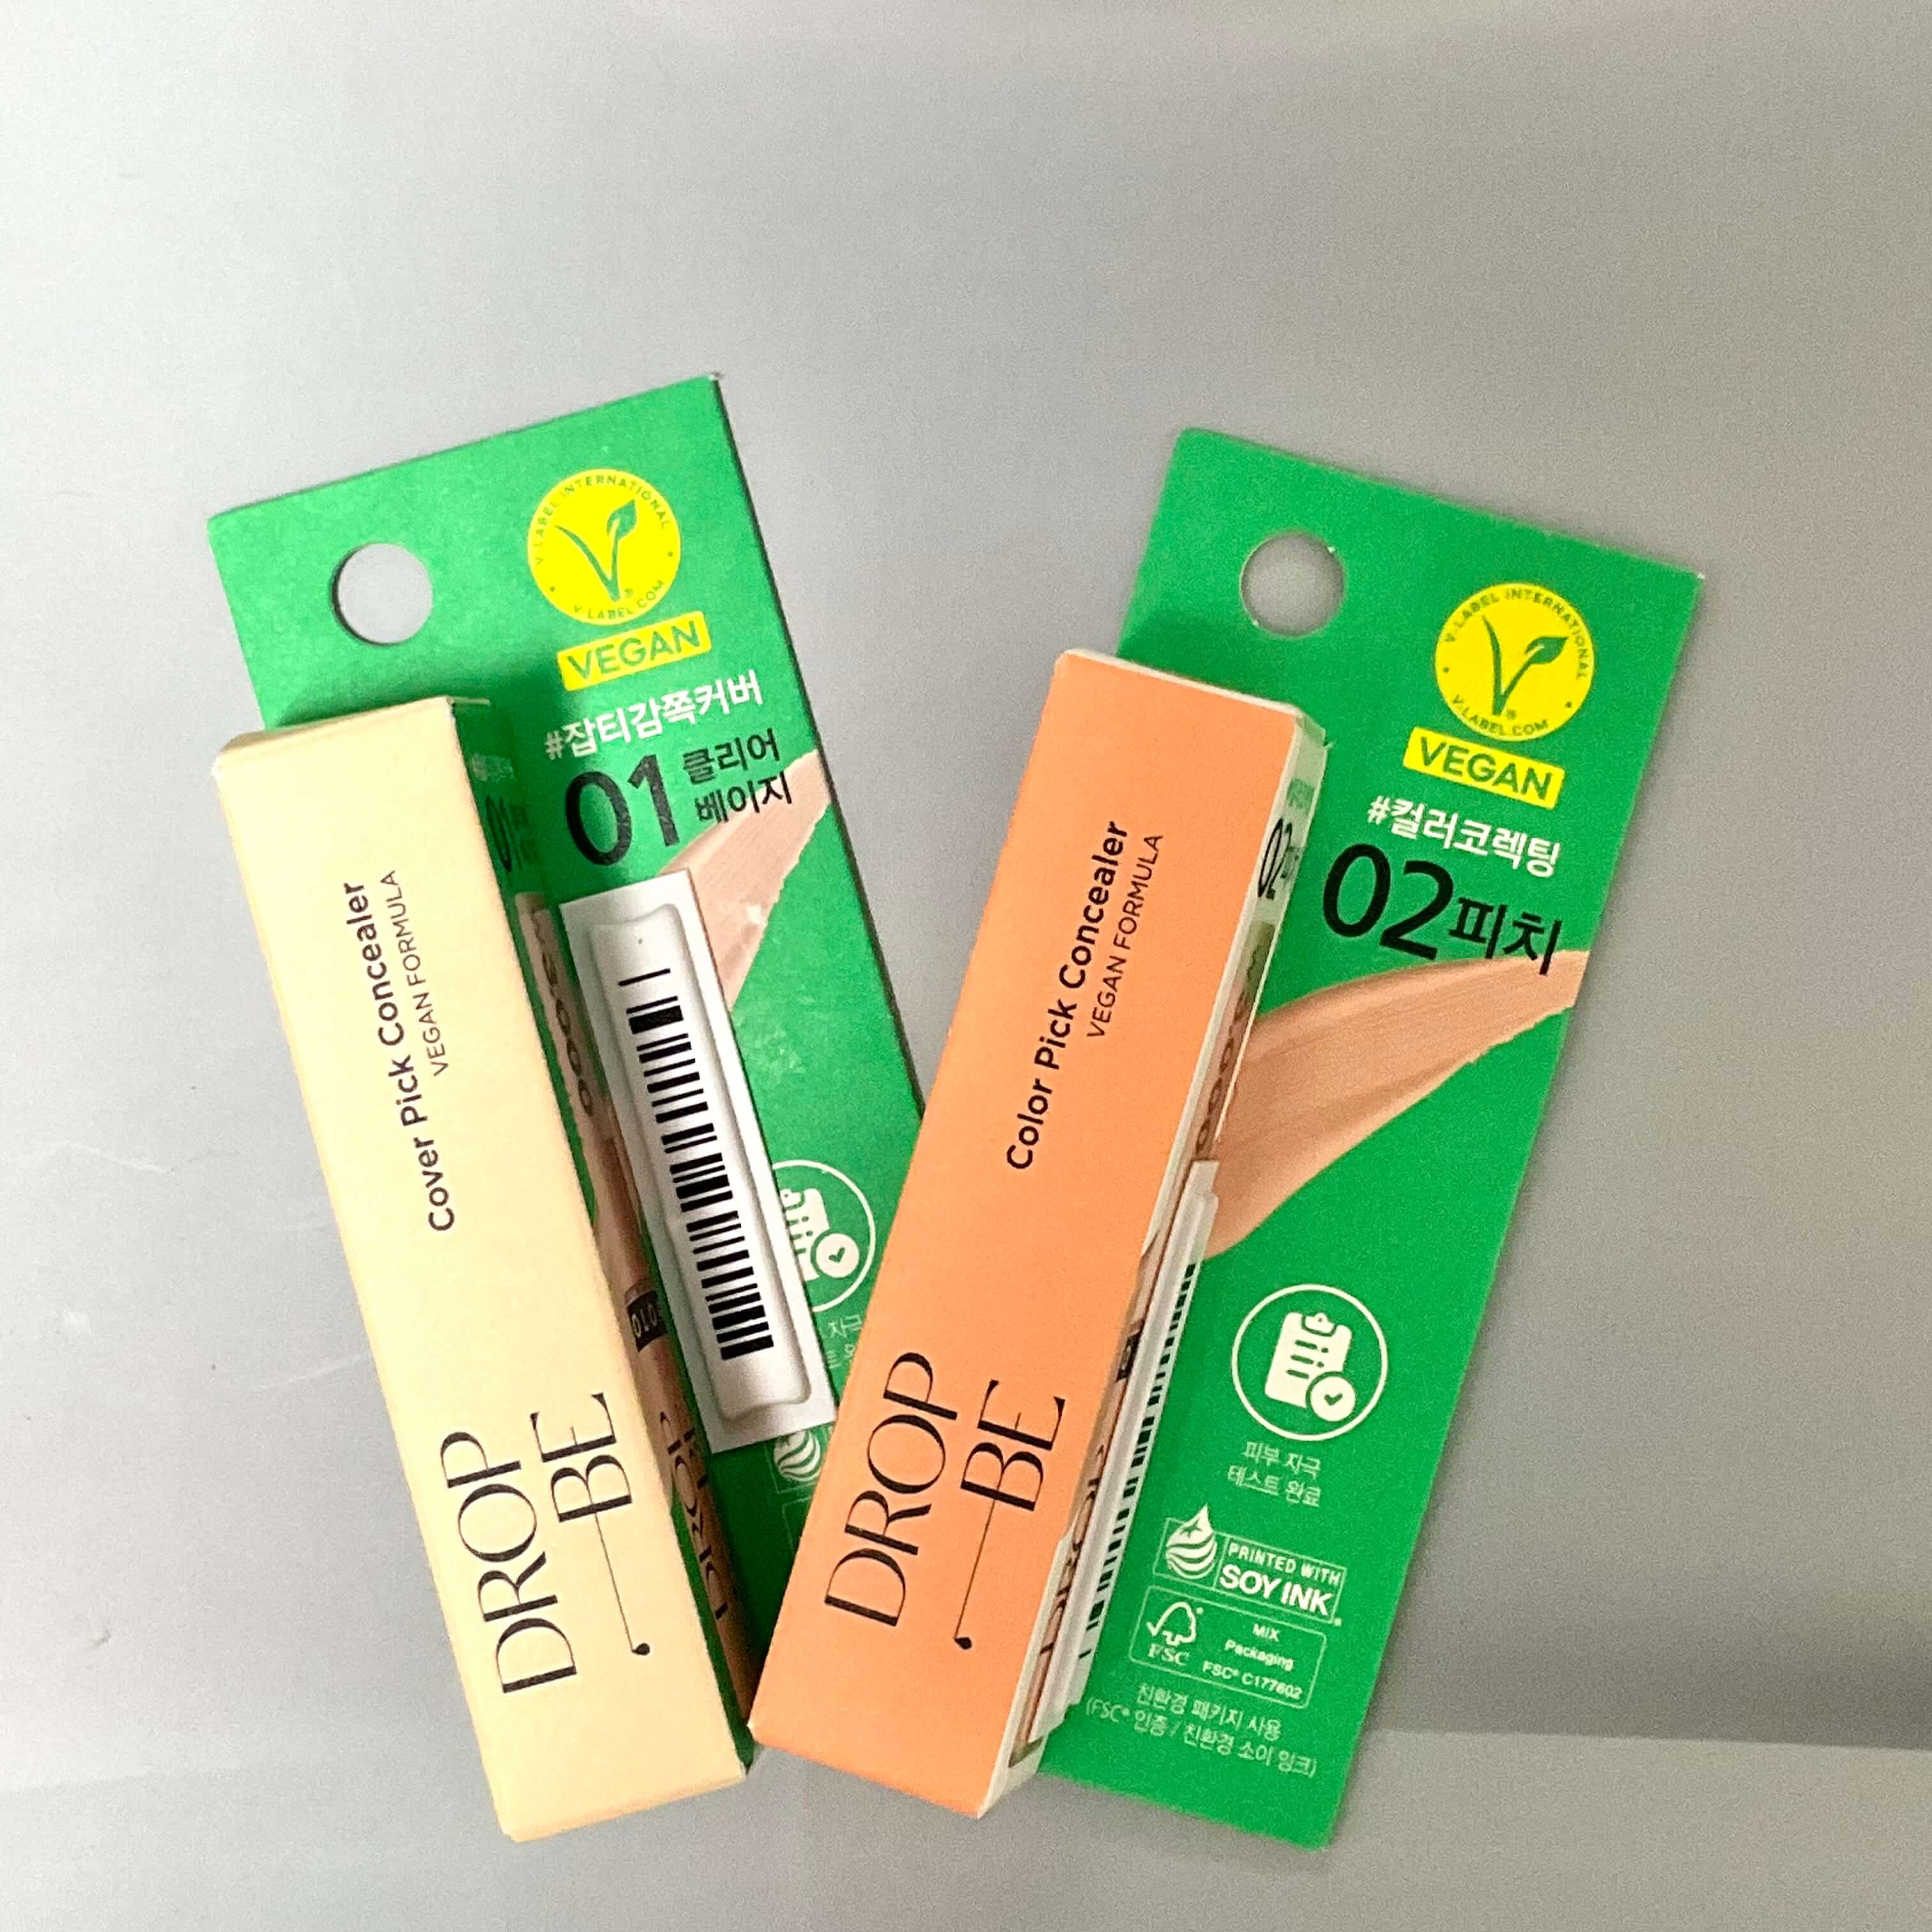 V-LABEL INTERNATIONAL
V-LABEL.COM
VEGAN
#잡티감쪽커버
01 클리어
베이지
Cover Pick Concealer
VEGAN FORMULA
DROP
BE
V-LABEL INTERNATIONAL
V-LABEL.COM
VEGAN
#컬러코렉팅
02 피치
Color Pick Concealer
VEGAN FORMULA
DROP
BE
피부 자극
테스트 완료
PRINTED WITH
SOY INK
FSC
MIX
Packaging
FSC® C177602
친환경 패키지 사용
(FSC® 인증 / 친환경 소이 잉크)